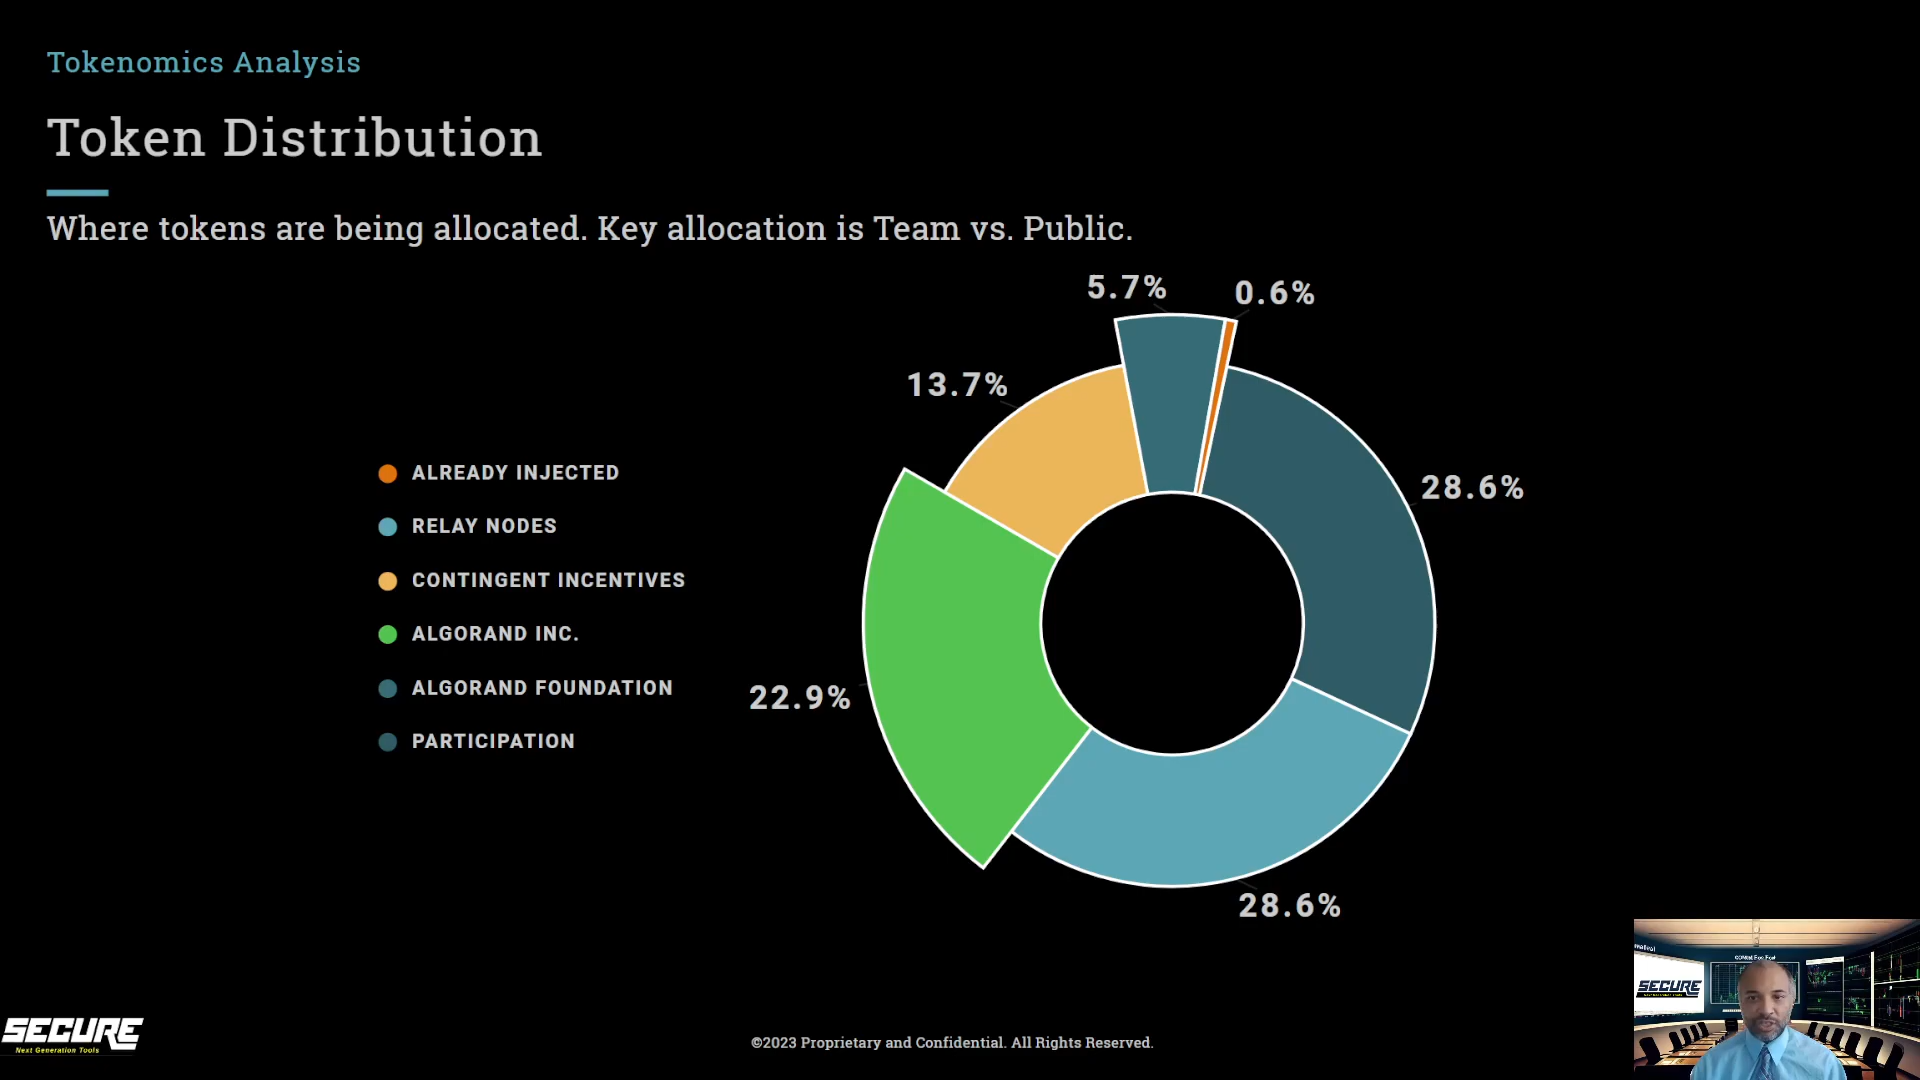 Tokenomics Analysis
Token Distribution
Where tokens are being allocated. Key allocation is Team vs. Public.
5.7%
0.6%
13.7%
28.6%
22.9%
28.6%
ALREADY INJECTED
RELAY NODES
CONTINGENT INCENTIVES
ALGORAND INC.
ALGORAND FOUNDATION
PARTICIPATION
SECURE
Next Generation Tools
©2023 Proprietary and Confidential. All Rights Reserved.
SECURE